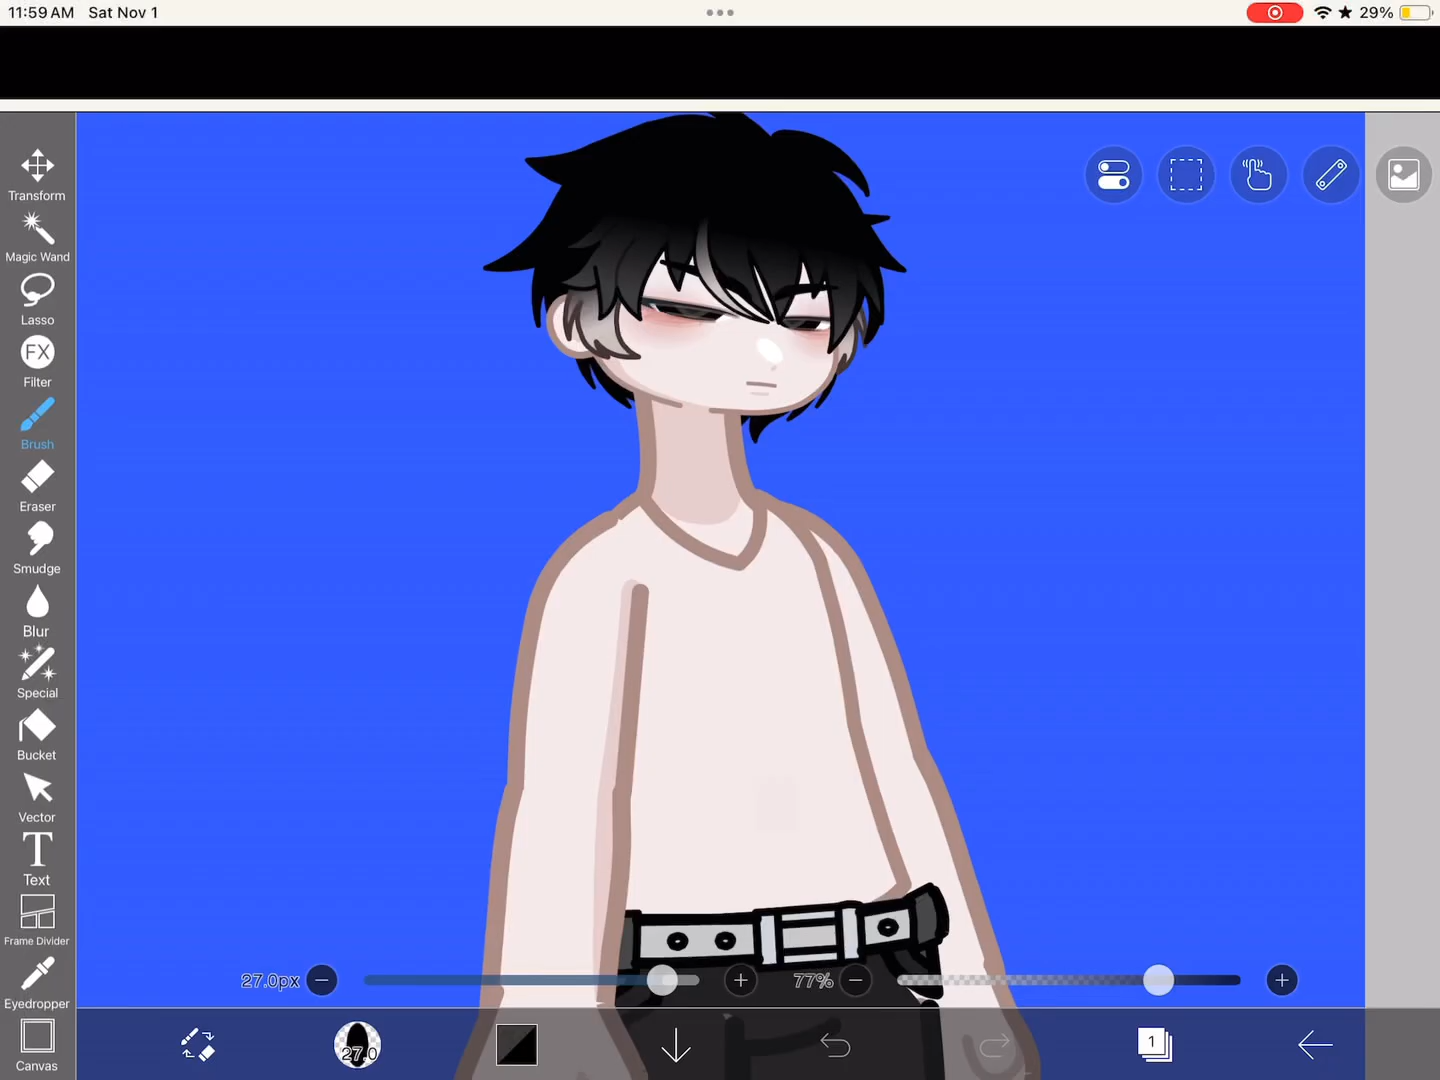 11:59 AM Sat Nov 1
29%
Transform
Magic Wand
Lasso
FX
Filter
Brush
Eraser
Smudge
Blur
Special
Bucket
Vector
T
Text
Frame Divider
Eyedropper
Canvas
27.0px
77%
27.0
1